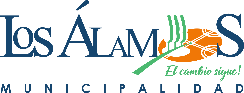 Los Álamos
El cambio sigue!
MUNICIPALIDAD